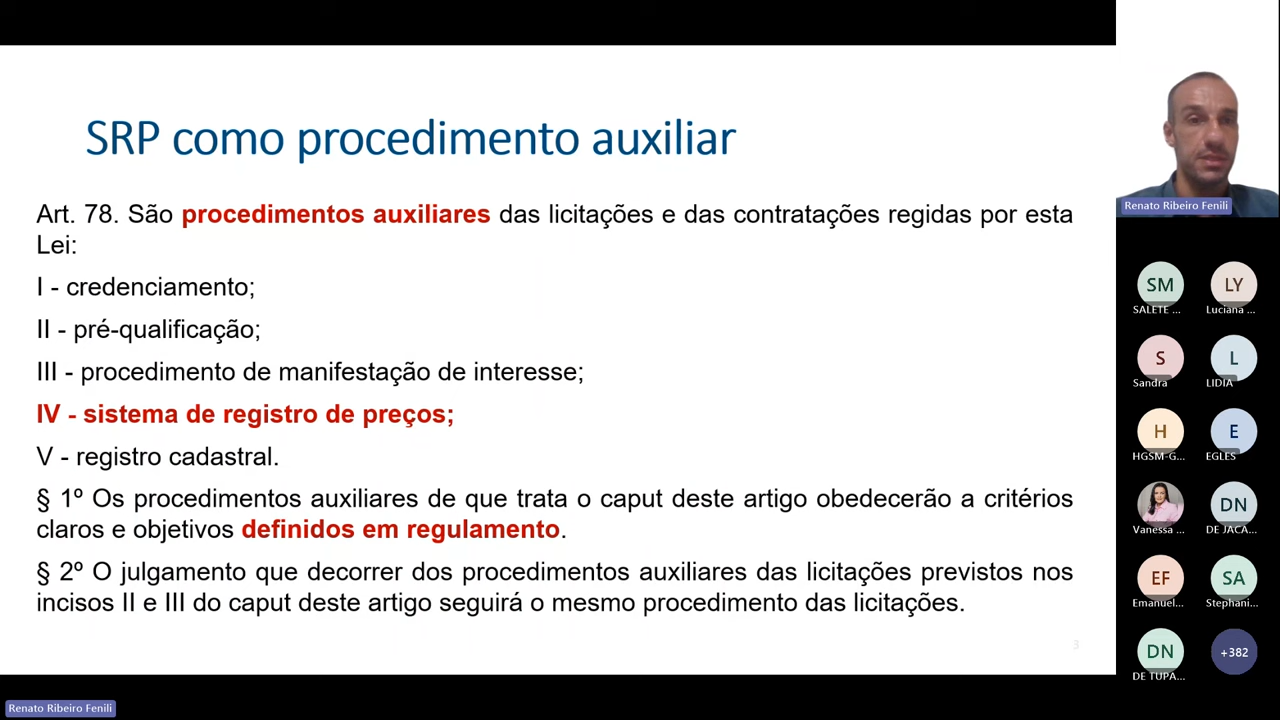 SRP como procedimento auxiliar
Art. 78. São procedimentos auxiliares das licitações e das contratações regidas por esta
Lei:
I - credenciamento;
II - pré-qualificação;
III - procedimento de manifestação de interesse;
IV - sistema de registro de preços;
V - registro cadastral.
§ 1º Os procedimentos auxiliares de que trata o caput deste artigo obedecerão a critérios
claros e objetivos definidos em regulamento.
§ 2º O julgamento que decorrer dos procedimentos auxiliares das licitações previstos nos
incisos II e III do caput deste artigo seguirá o mesmo procedimento das licitações.
3
Renato Ribeiro Fenili
SM
SALETE ...
LY
Luciana ...
S
Sandra
L
LIDIA
H
HGSM-G...
E
EGLES
Vanessa ...
DN
DE JACA...
EF
Emanuel...
SA
Stephani...
DN
DE TUPA...
+382
Renato Ribeiro Fenili